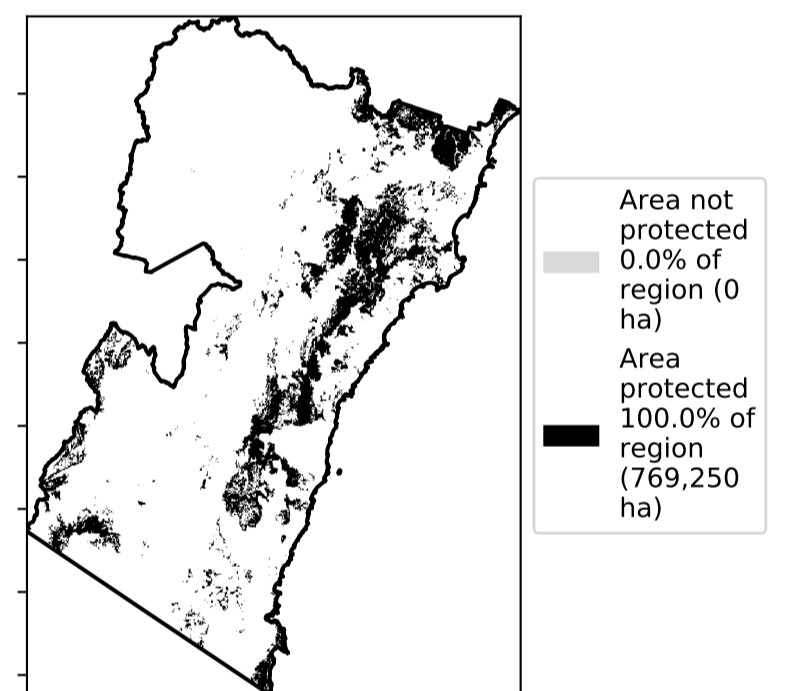 Area not
protected
0.0% of
region (0
ha)
Area
protected
100.0% of
region
(769,250
ha)